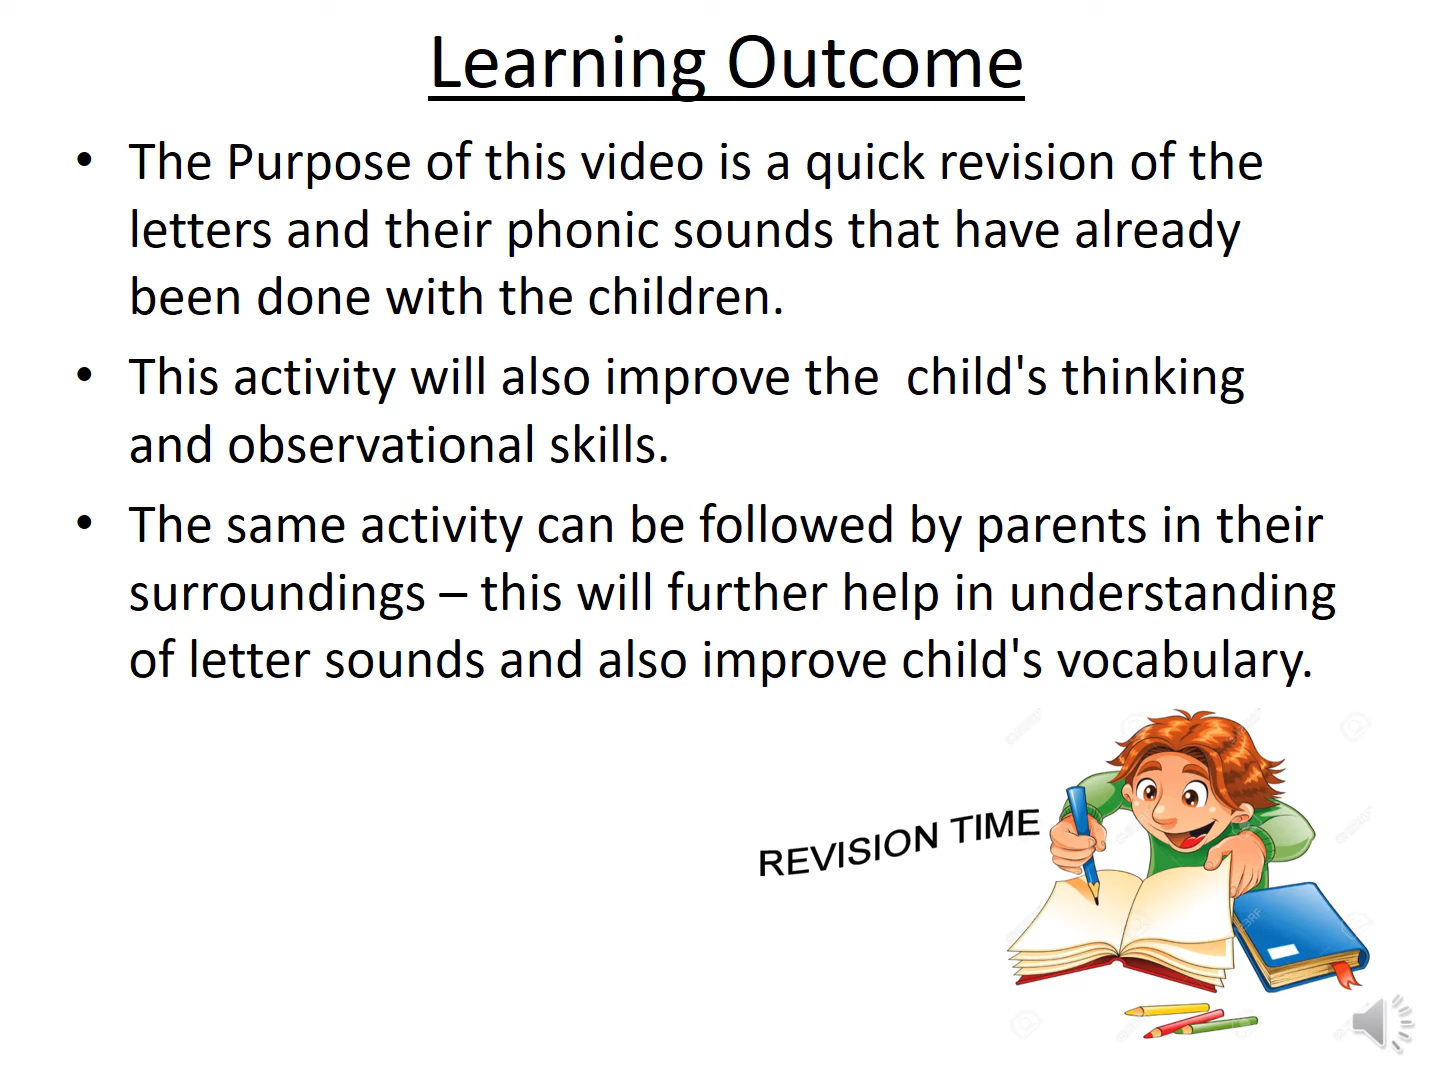 Learning Outcome
• The Purpose of this video is a quick revision of the
letters and their phonic sounds that have already
been done with the children.
• This activity will also improve the  child's thinking
and observational skills.
• The same activity can be followed by parents in their
surroundings – this will further help in understanding
of letter sounds and also improve child's vocabulary.
REVISION TIME